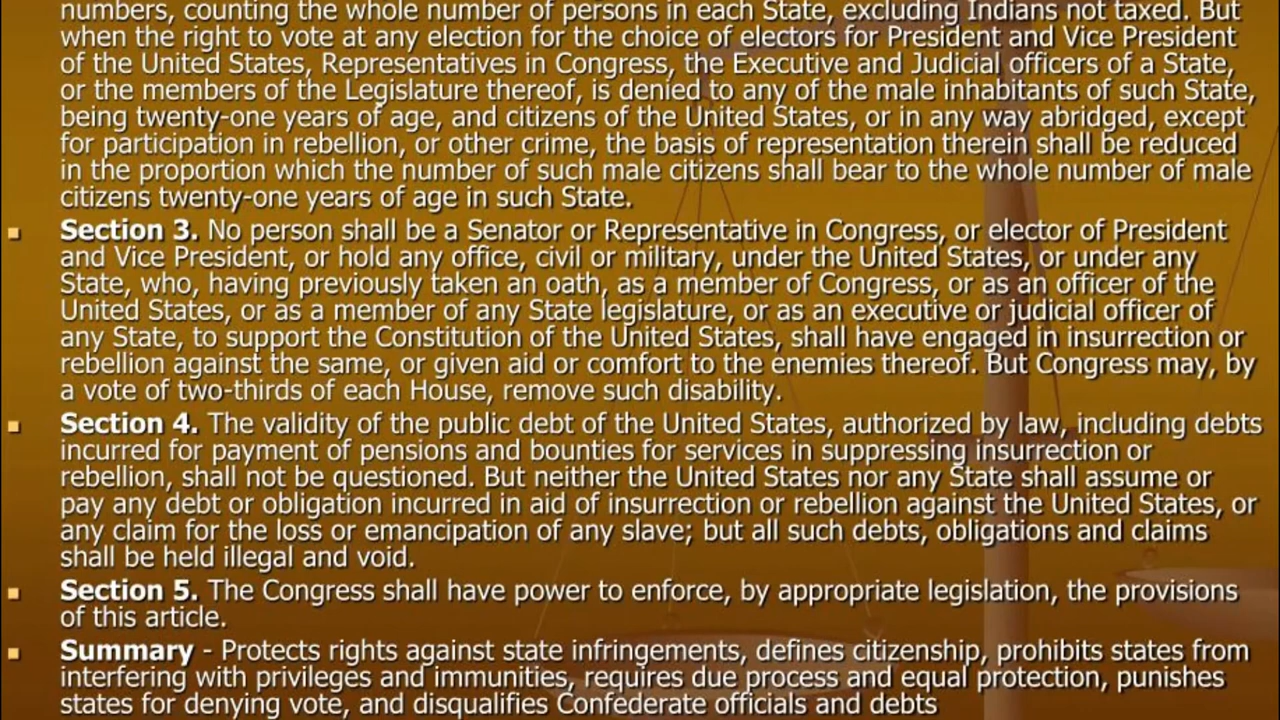 numbers, counting the whole number of persons in each State, excluding Indians not taxed. But
when the right to vote at any election for the choice of electors for President and Vice President
of the United States, Representatives in Congress, the Executive and Judicial officers of a State,
or the members of the Legislature thereof, is denied to any of the male inhabitants of such State,
being twenty-one years of age, and citizens of the United States, or in any way abridged, except
for participation in rebellion, or other crime, the basis of representation therein shall be reduced
in the proportion which the number of such male citizens shall bear to the whole number of male
citizens twenty-one years of age in such State.
Section 3. No person shall be a Senator or Representative in Congress, or elector of President
and Vice President, or hold any office, civil or military, under the United States, or under any
State, who, having previously taken an oath, as a member of Congress, or as an officer of the
United States, or as a member of any State legislature, or as an executive or judicial officer of
any State, to support the Constitution of the United States, shall have engaged in insurrection or
rebellion against the same, or given aid or comfort to the enemies thereof. But Congress may, by
a vote of two-thirds of each House, remove such disability.
Section 4. The validity of the public debt of the United States, authorized by law, including debts
incurred for payment of pensions and bounties for services in suppressing insurrection or
rebellion, shall not be questioned. But neither the United States nor any State shall assume or
pay any debt or obligation incurred in aid of insurrection or rebellion against the United States, or
any claim for the loss or emancipation of any slave; but all such debts, obligations and claims
shall be held illegal and void.
Section 5. The Congress shall have power to enforce, by appropriate legislation, the provisions
of this article.
Summary - Protects rights against state infringements, defines citizenship, prohibits states from
interfering with privileges and immunities, requires due process and equal protection, punishes
states for denying vote, and disqualifies Confederate officials and debts